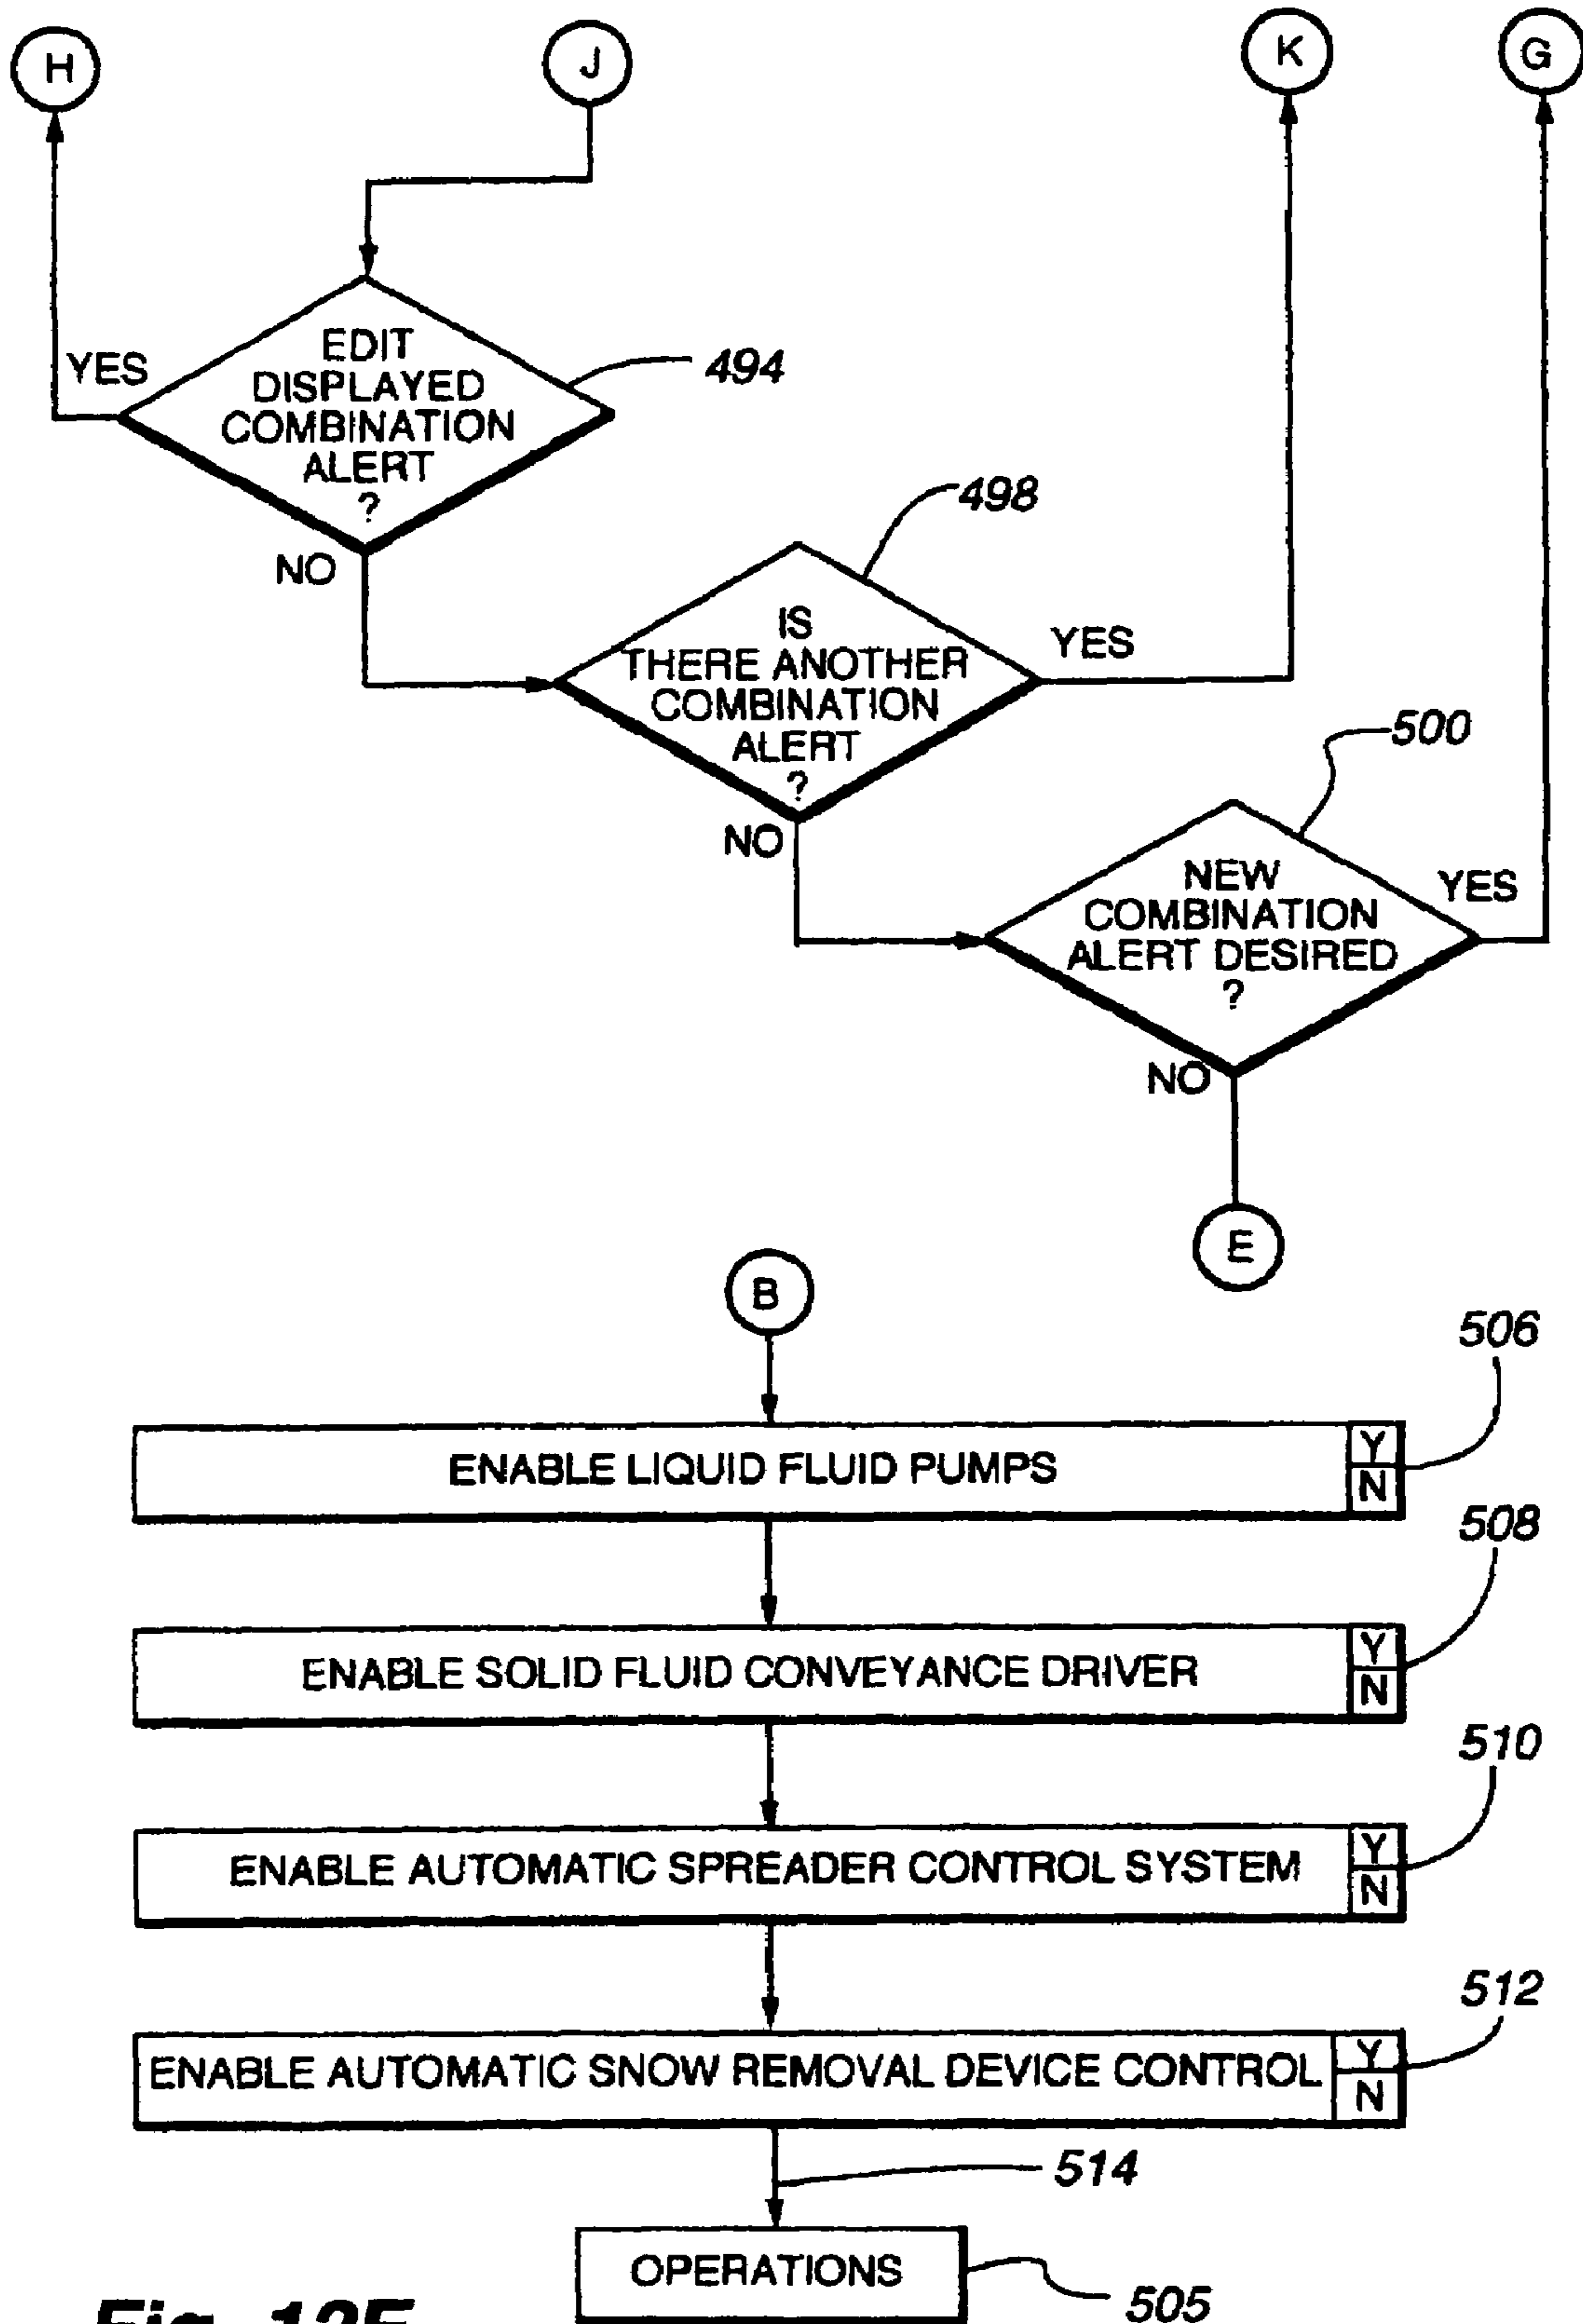 H
J
K
G
EDIT
DISPLAYED
COMBINATION
ALERT
?
YES
494
NO
498
IS
THERE ANOTHER
COMBINATION
ALERT
?
YES
NO
500
NEW
COMBINATION
ALERT DESIRED
?
YES
NO
E
B
506
ENABLE LIQUID FLUID PUMPS
Y
N
508
ENABLE SOLID FLUID CONVEYANCE DRIVER
Y
N
510
ENABLE AUTOMATIC SPREADER CONTROL SYSTEM
Y
N
512
ENABLE AUTOMATIC SNOW REMOVAL DEVICE CONTROL
Y
N
514
OPERATIONS
505